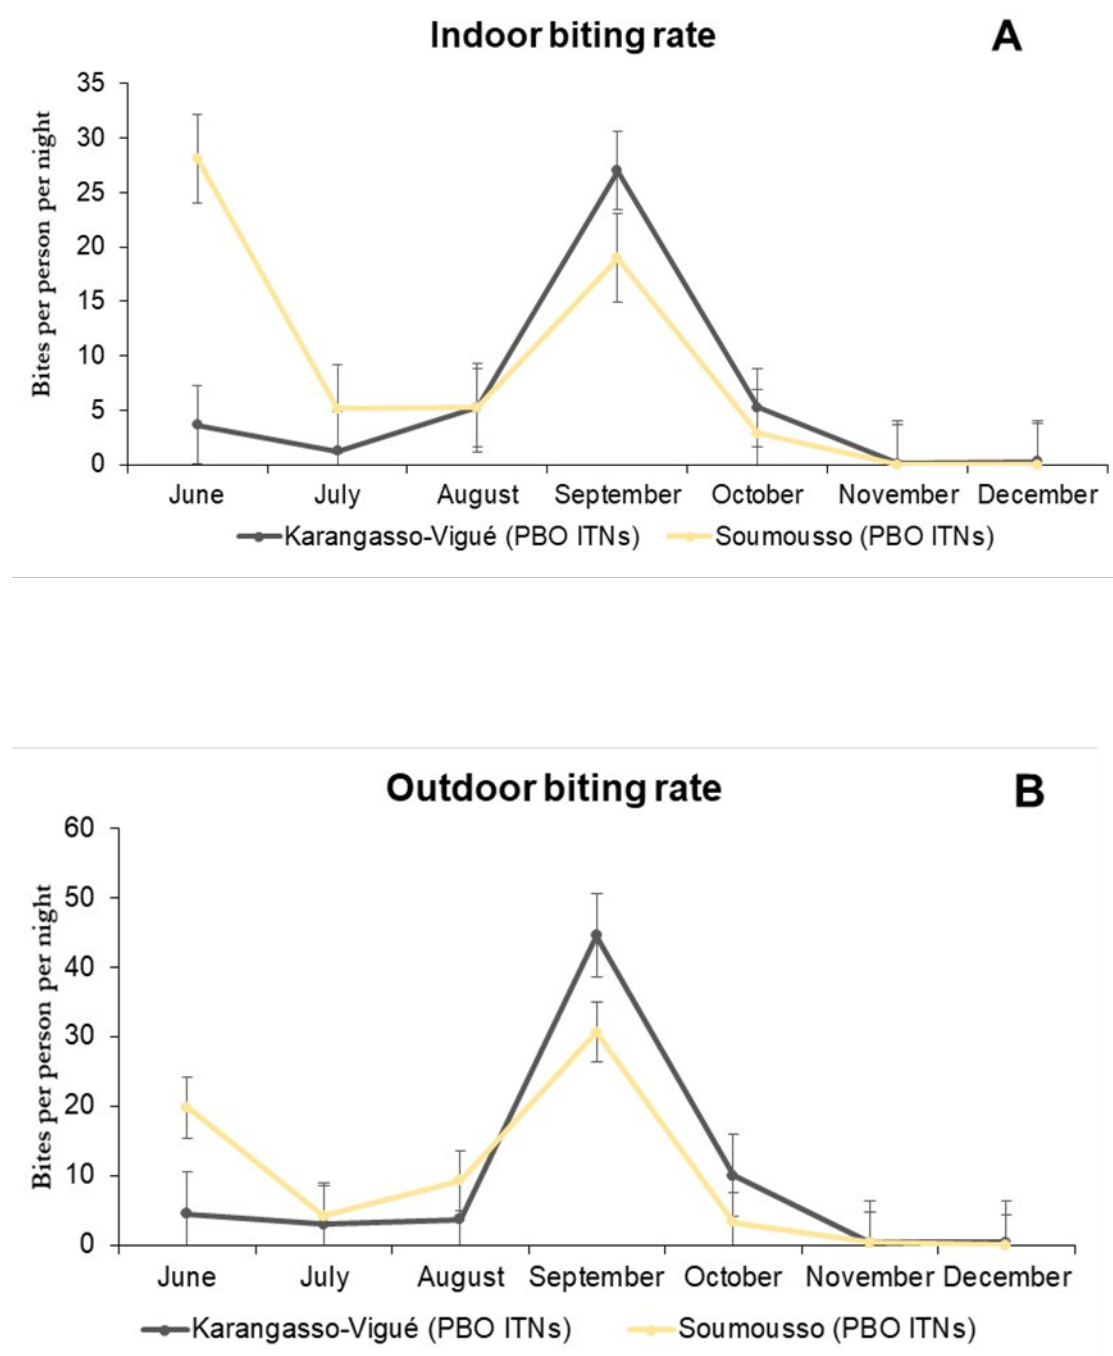 Indoor biting rate
A
Bites per person per night
35
30
25
20
15
10
5
0
June July August September October November December
Karangasso-Vigué (PBO ITNs) Soumousso (PBO ITNs)
Outdoor biting rate
B
Bites per person per night
60
50
40
30
20
10
0
June July August September October November December
Karangasso-Vigué (PBO ITNs) Soumousso (PBO ITNs)